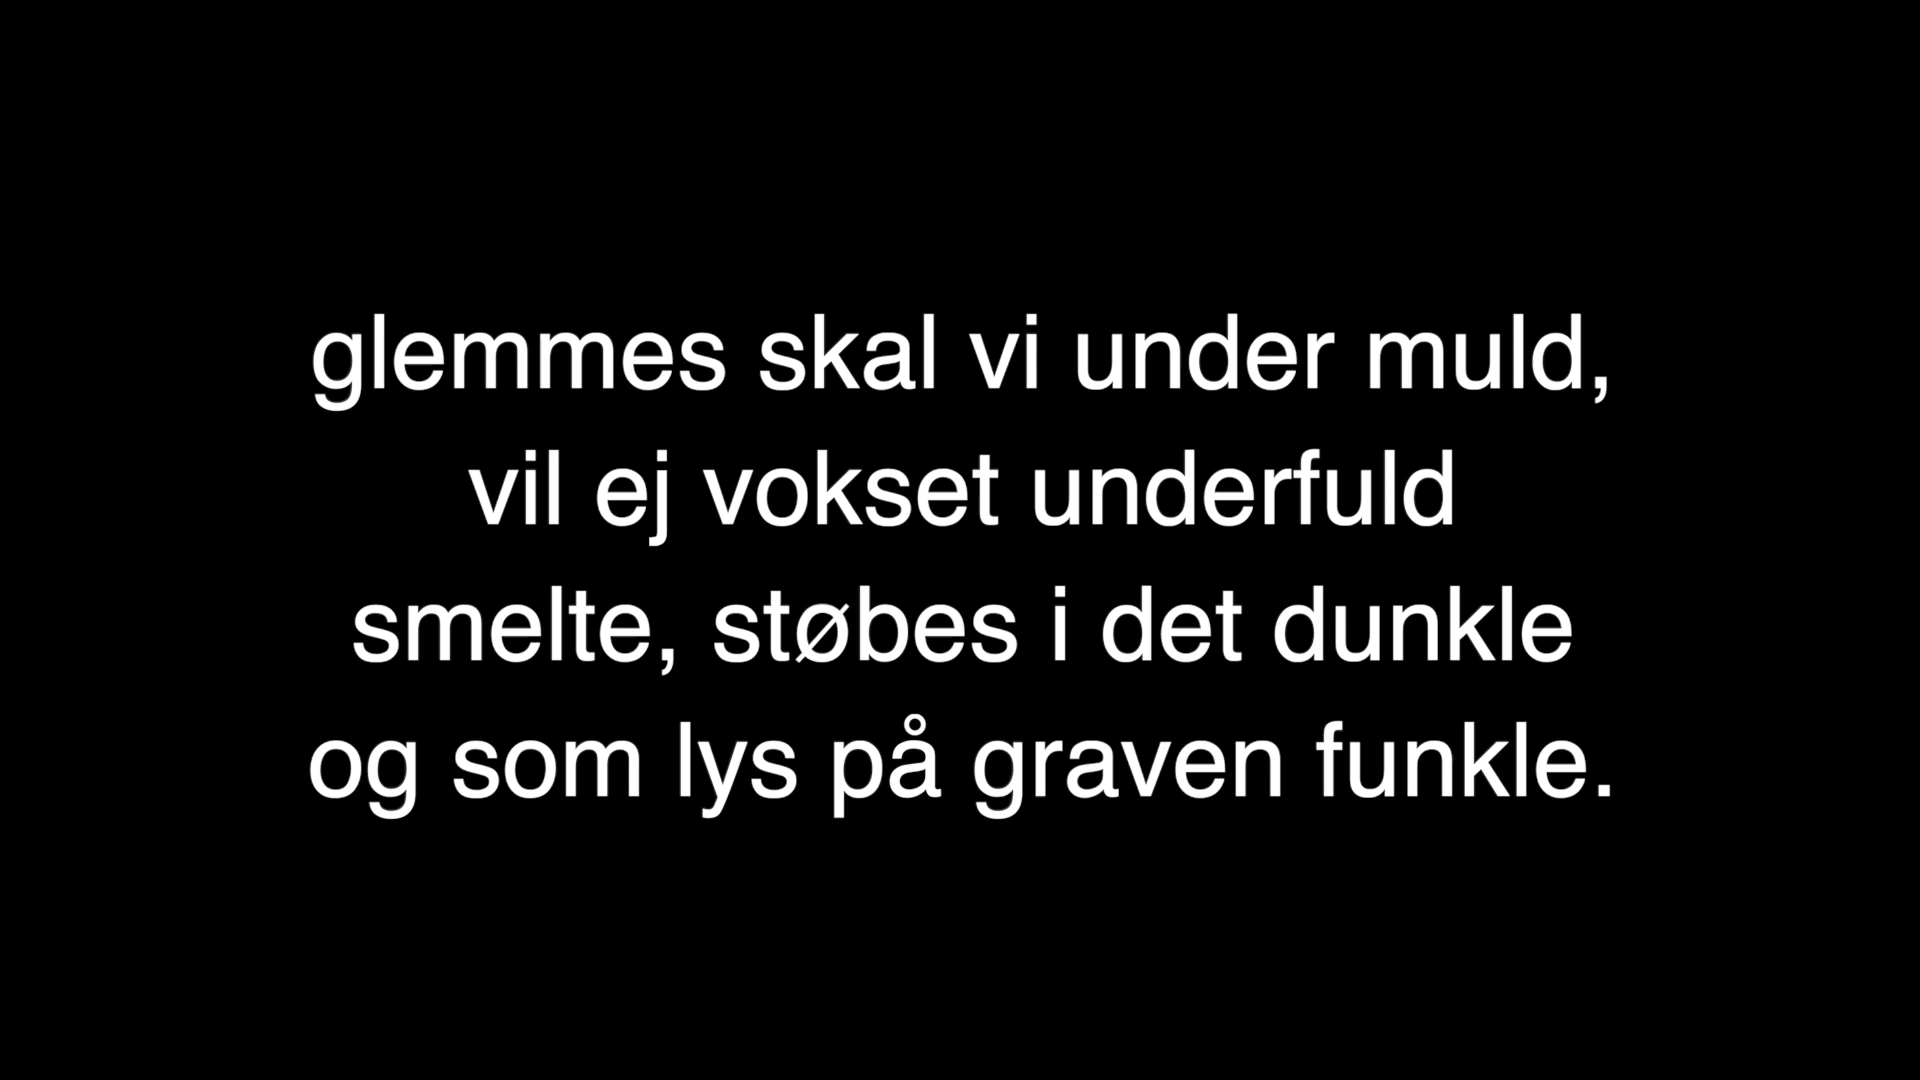 glemmes skal vi under muld,
vil ej vokset underfuld
smelte, støbes i det dunkle
og som lys på graven funkle.